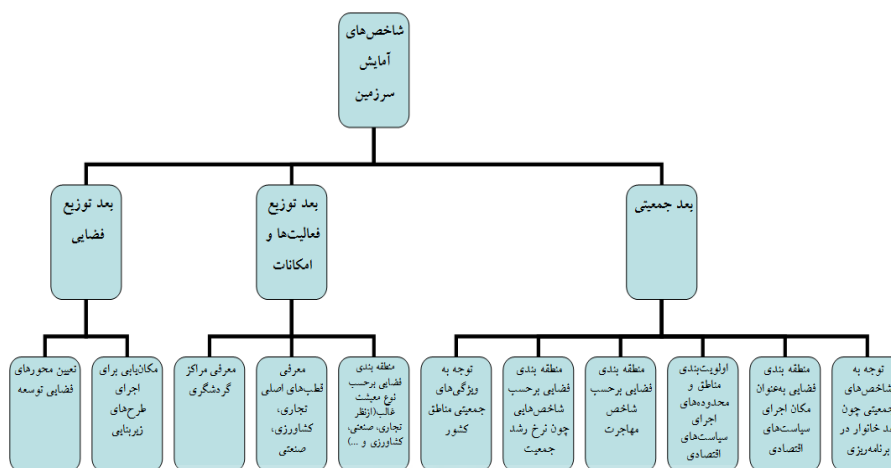 شاخص‌های
آمایش
سرزمین
بعد جمعیتی
بعد توزیع
فعالیت‌ها و
امکانات
بعد توزیع
فضایی
توجه به
شاخص‌های
جمعیتی چون
بعد خانوار در
برنامه‌ریزی
منطقه بندی
فضایی به‌عنوان
مکان اجرای
سیاست‌های
اقتصادی
اولویت‌بندی
مناطق و
محدوده‌های
اجرای
سیاست‌های
اقتصادی
منطقه بندی
فضایی برحسب
شاخص
مهاجرت
منطقه بندی
فضایی برحسب
شاخص‌هایی
چون نرخ رشد
جمعیت
توجه به
ویژگی‌های
جمعیتی مناطق
کشور
منطقه بندی
فضایی برحسب
نوع معیشت
غالب(ازنظر
تجاری، صنعتی،
کشاورزی و ...)
معرفی
قطب‌های اصلی
تجاری،
کشاورزی،
صنعتی
معرفی مراکز
گردشگری
مکان‌یابی برای
اجرای
طرح‌های
زیربنایی
تعیین محورهای
فضایی توسعه